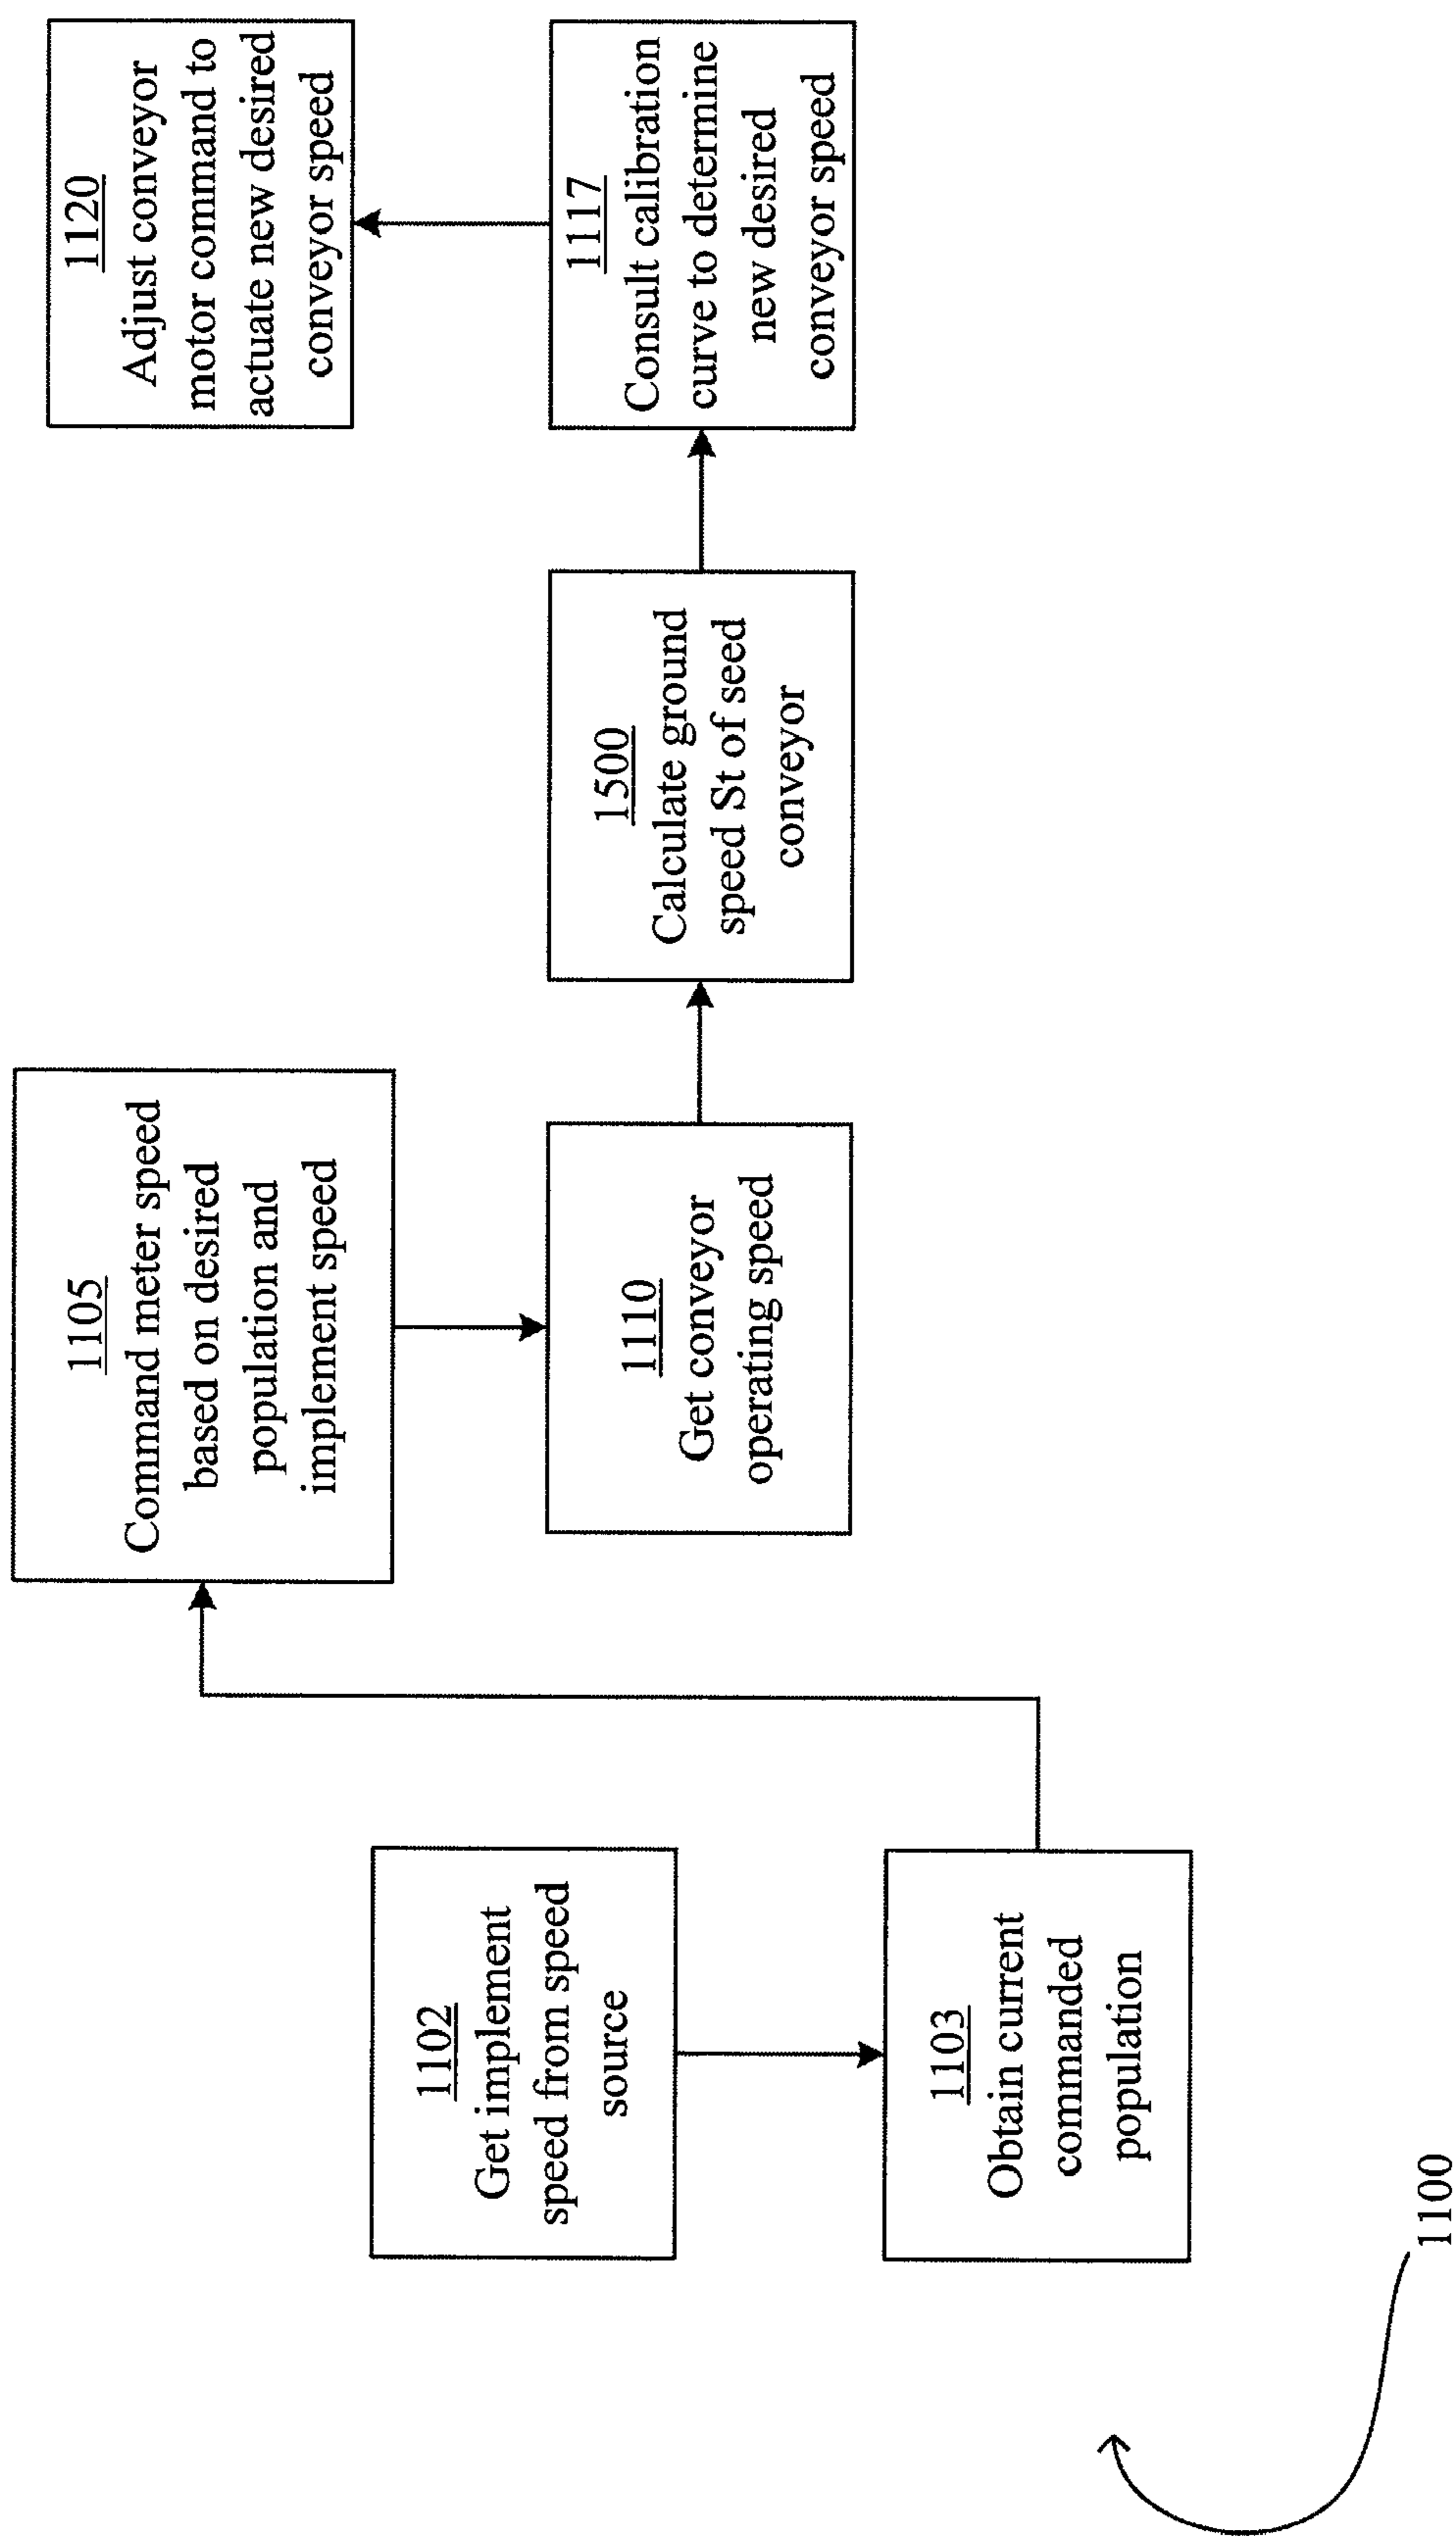 1102
Get implement
speed from speed
source
1103
Obtain current
commanded
population
1105
Command meter speed
based on desired
population and
implement speed
1110
Get conveyor
operating speed
1500
Calculate ground
speed St of seed
conveyor
1117
Consult calibration
curve to determine
new desired
conveyor speed
1120
Adjust conveyor
motor command to
actuate new desired
conveyor speed
1100